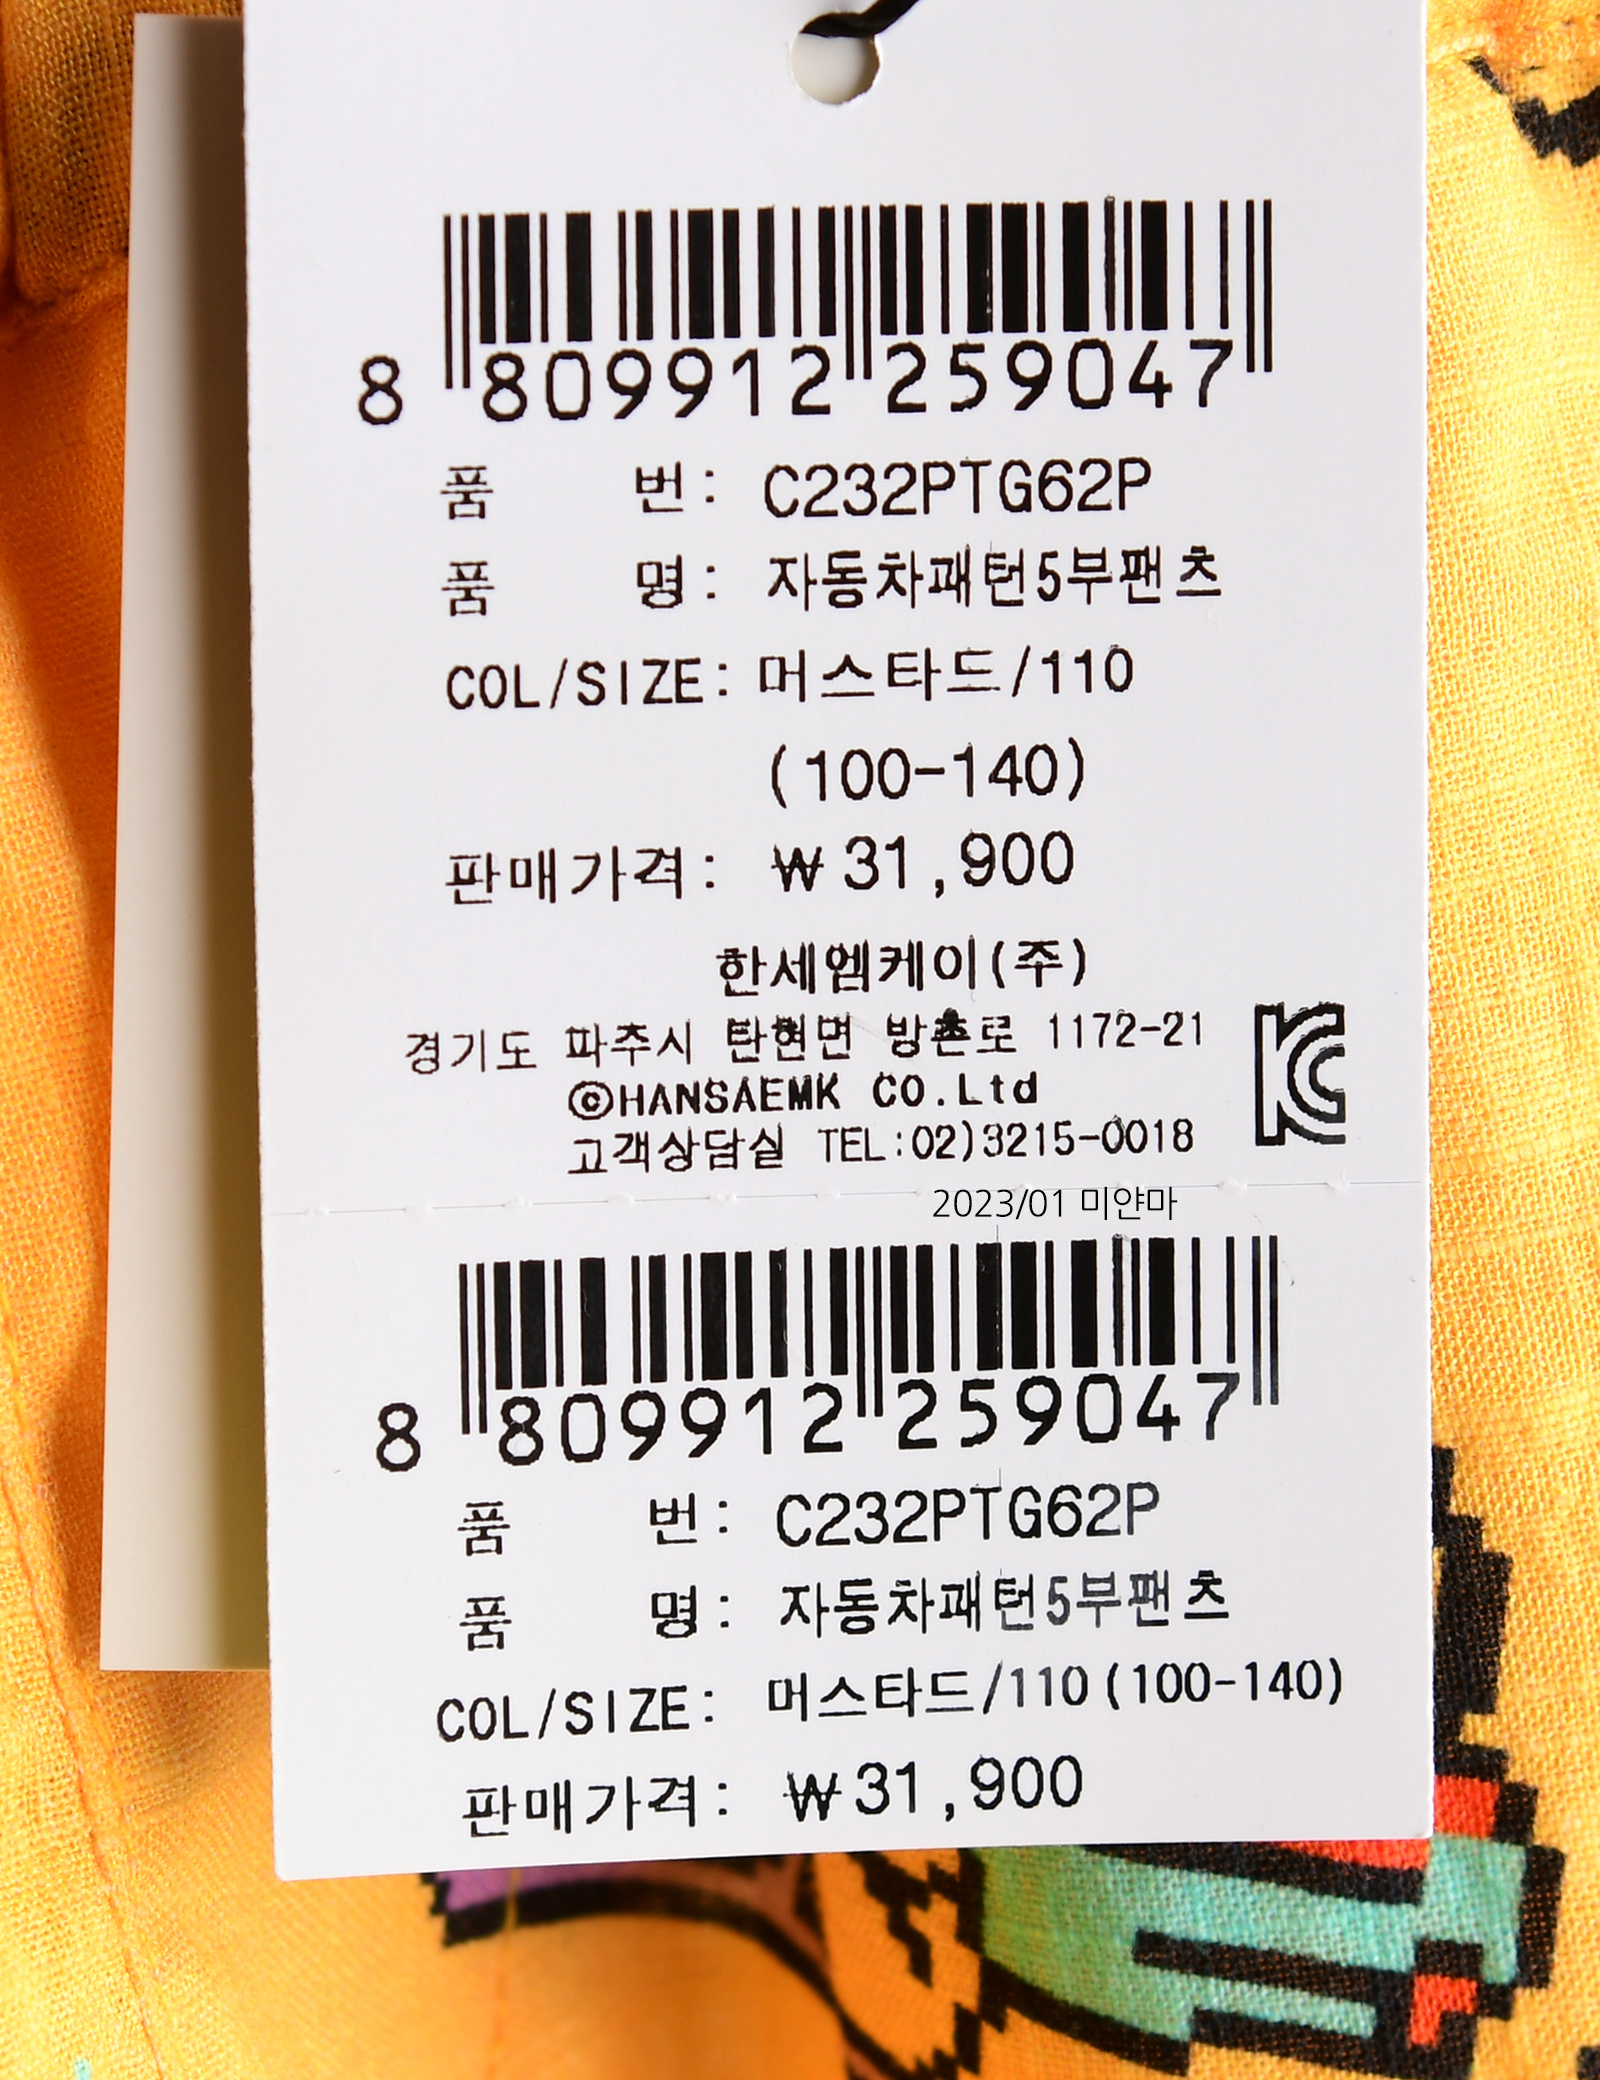 8 809912 259047
품 번: C232PTG62P
품 명: 자동차패턴5부팬츠
COL/SIZE: 머스타드/110
(100-140)
판매가격: ₩31,900
한세엠케이(주)
경기도 파주시 탄현면 방촌로 1172-21
©HANSAEMK CO.Ltd
고객상담실 TEL:02)3215-0018
KC
2023/01 미얀마
8 809912 259047
품 번: C232PTG62P
품 명: 자동차패턴5부팬츠
COL/SIZE: 머스타드/110(100-140)
판매가격: ₩31,900